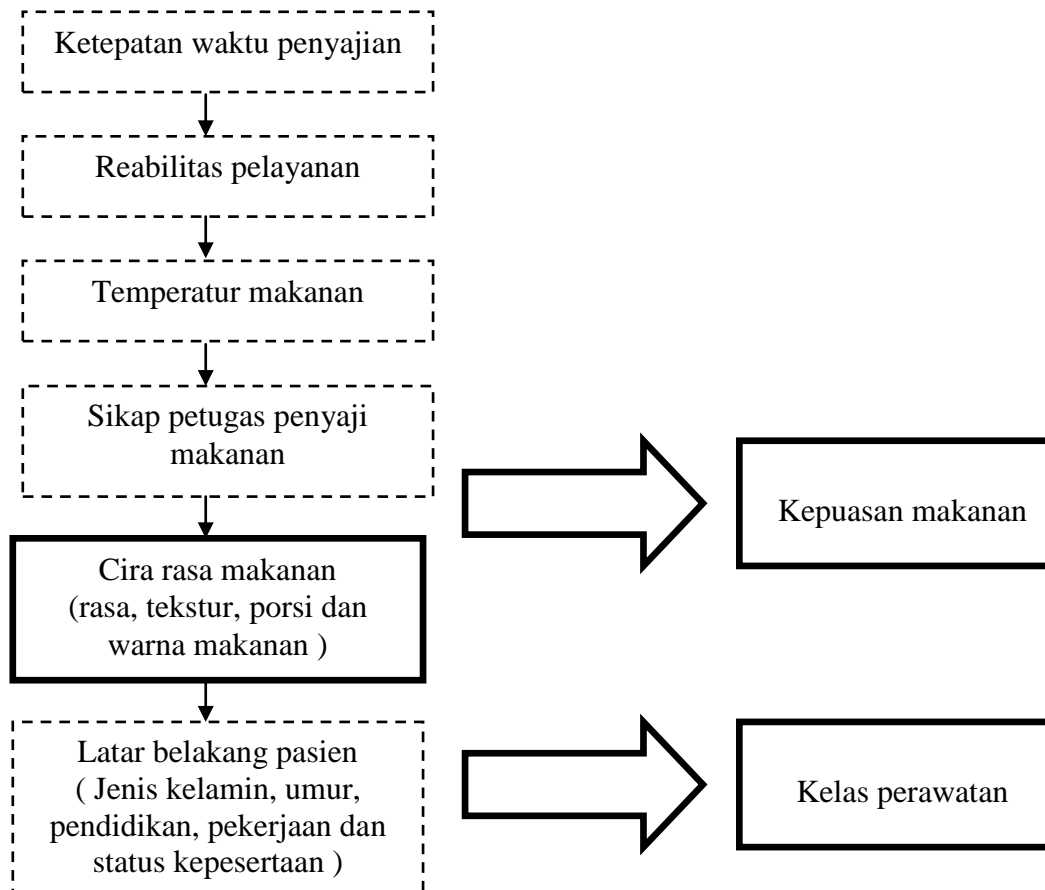 Ketepatan waktu penyajian
Reabilitas pelayanan
Temperatur makanan
Sikap petugas penyaji
makanan
Kepuasan makanan
Cira rasa makanan
(rasa, tekstur, porsi dan
warna makanan )
Latar belakang pasien
( Jenis kelamin, umur,
pendidikan, pekerjaan dan
status kepesertaan )
Kelas perawatan